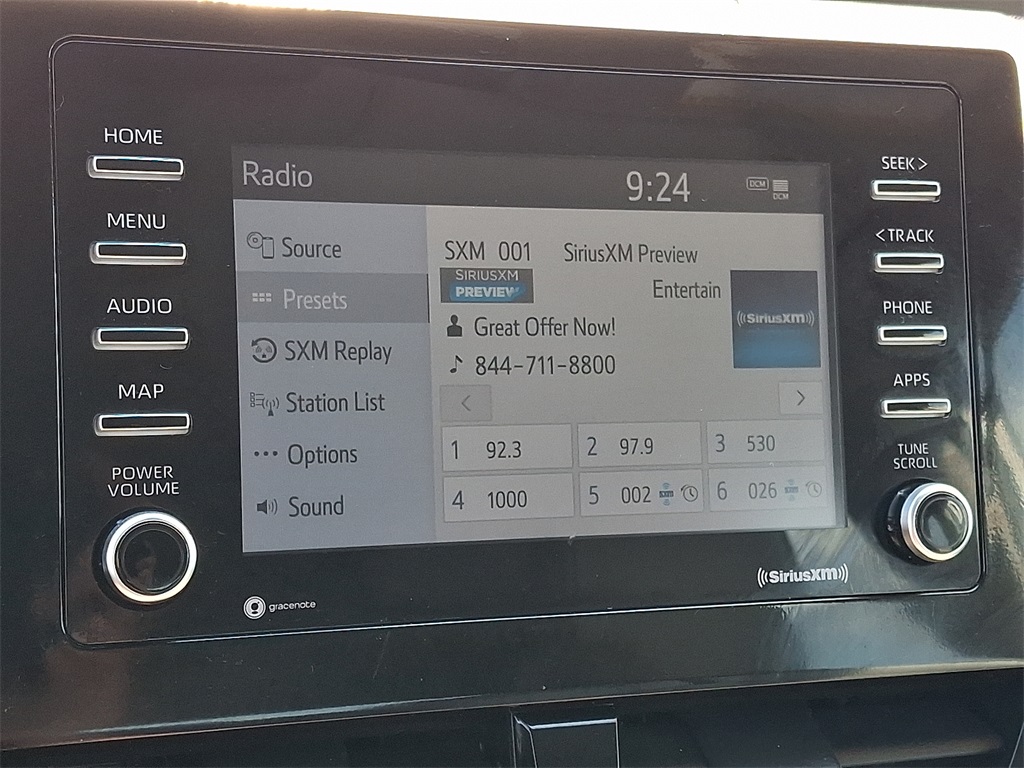 HOME
MENU
AUDIO
MAP
POWER
VOLUME
Radio
9:24
DCM
DCM
Source
Presets
SXM Replay
Station List
Options
Sound
SXM 001 SiriusXM Preview
SIRIUSXM
PREVIEW
Entertain
((SiriusXM))
Great Offer Now!
844-711-8800
< >
1 92.3
2 97.9
3 530
4 1000
5 002
6 026
SEEK >
< TRACK
PHONE
APPS
TUNE
SCROLL
gracenote
((SiriusXM))